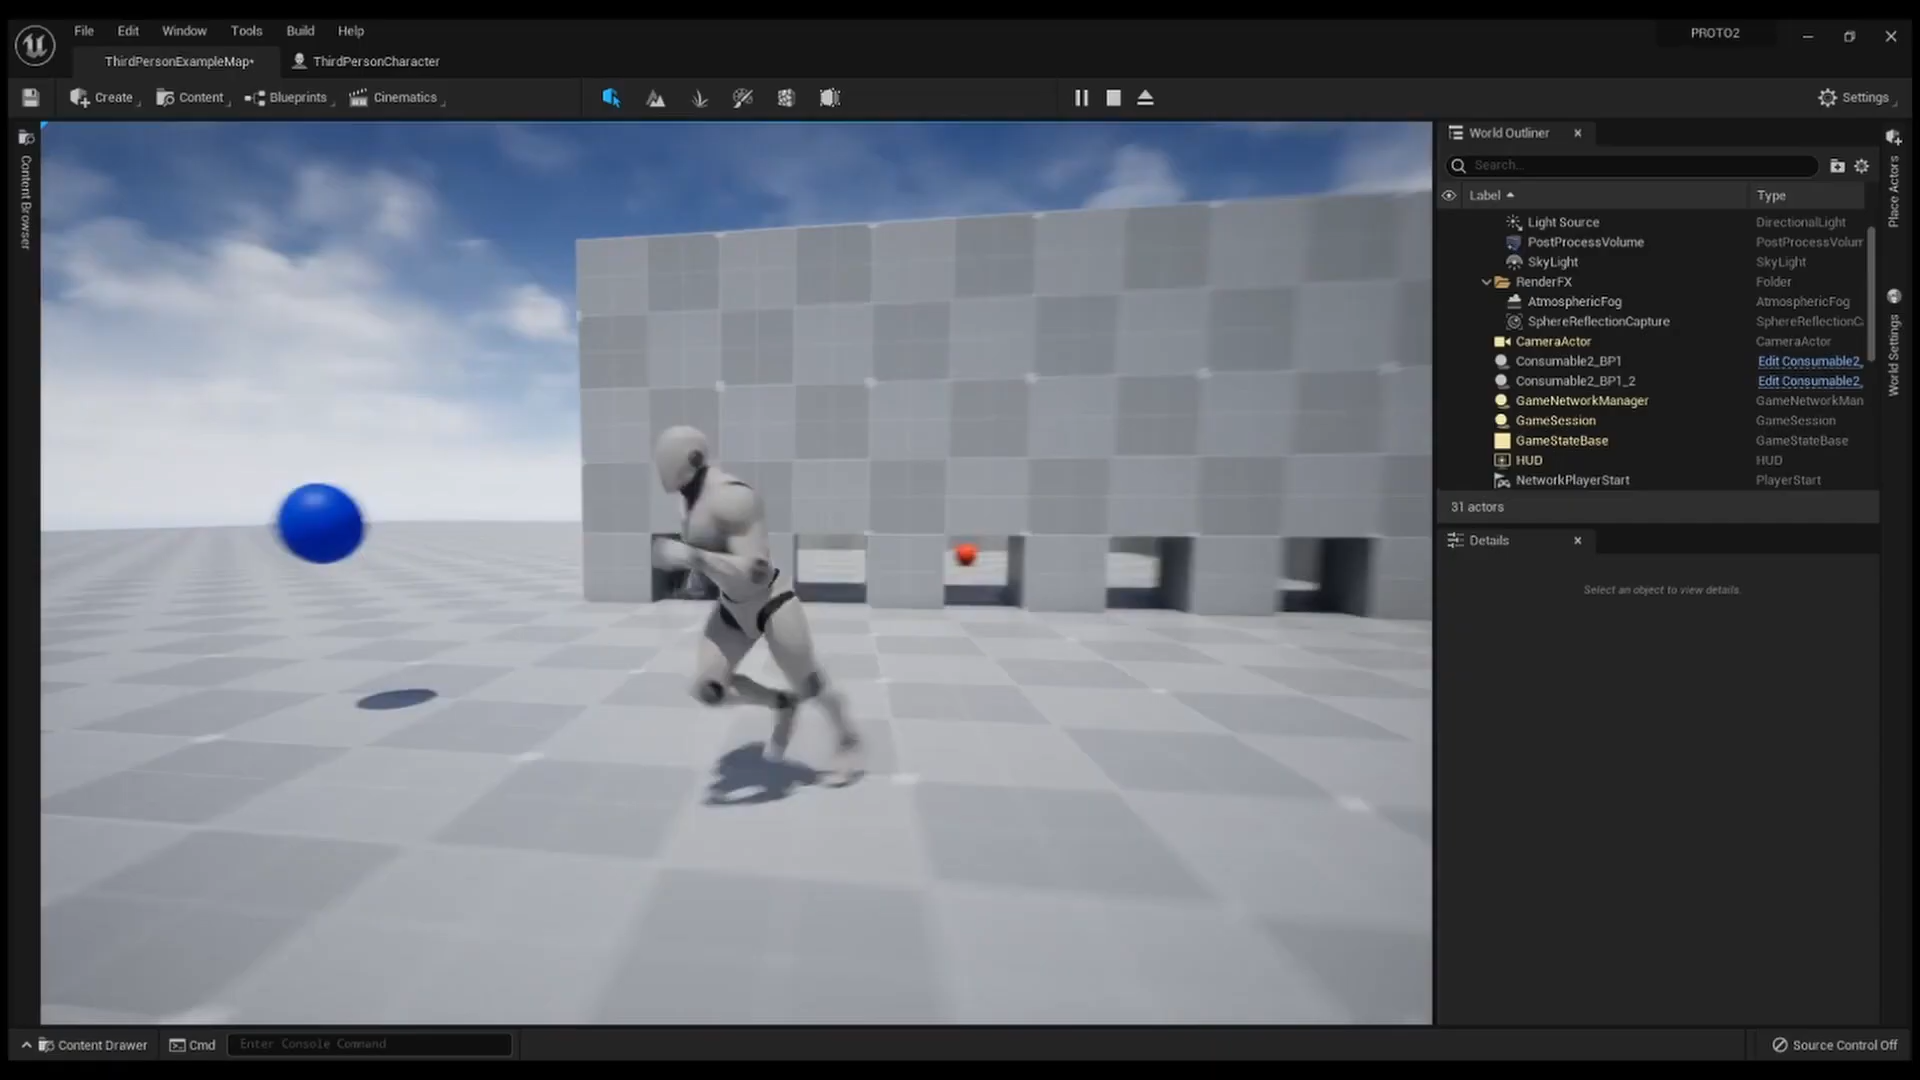 File Edit Window Tools Build Help
PROTO2
ThirdPersonExampleMap•
ThirdPersonCharacter
Create Content Blueprints Cinematics
Settings
Content Browser
World Outliner
Search...
Label Type
Light Source DirectionalLight
PostProcessVolume PostProcessVolum
SkyLight SkyLight
RenderFX Folder
AtmosphericFog AtmosphericFog
SphereReflectionCapture SphereReflectionCa
CameraActor CameraActor
Consumable2_BP1 Edit Consumable2_
Consumable2_BP1_2 Edit Consumable2_
GameNetworkManager GameNetworkMan
GameSession GameSession
GameStateBase GameStateBase
HUD HUD
NetworkPlayerStart PlayerStart
31 actors
Details
Select an object to view details.
Place Actors
World Settings
Content Drawer Cmd Enter Console Command
Source Control Off